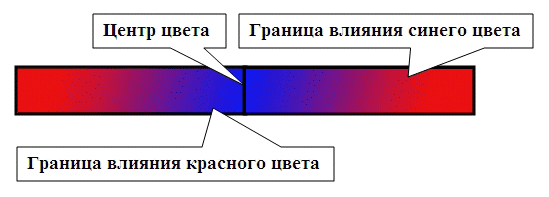 Центр цвета
Граница влияния синего цвета
Граница влияния красного цвета